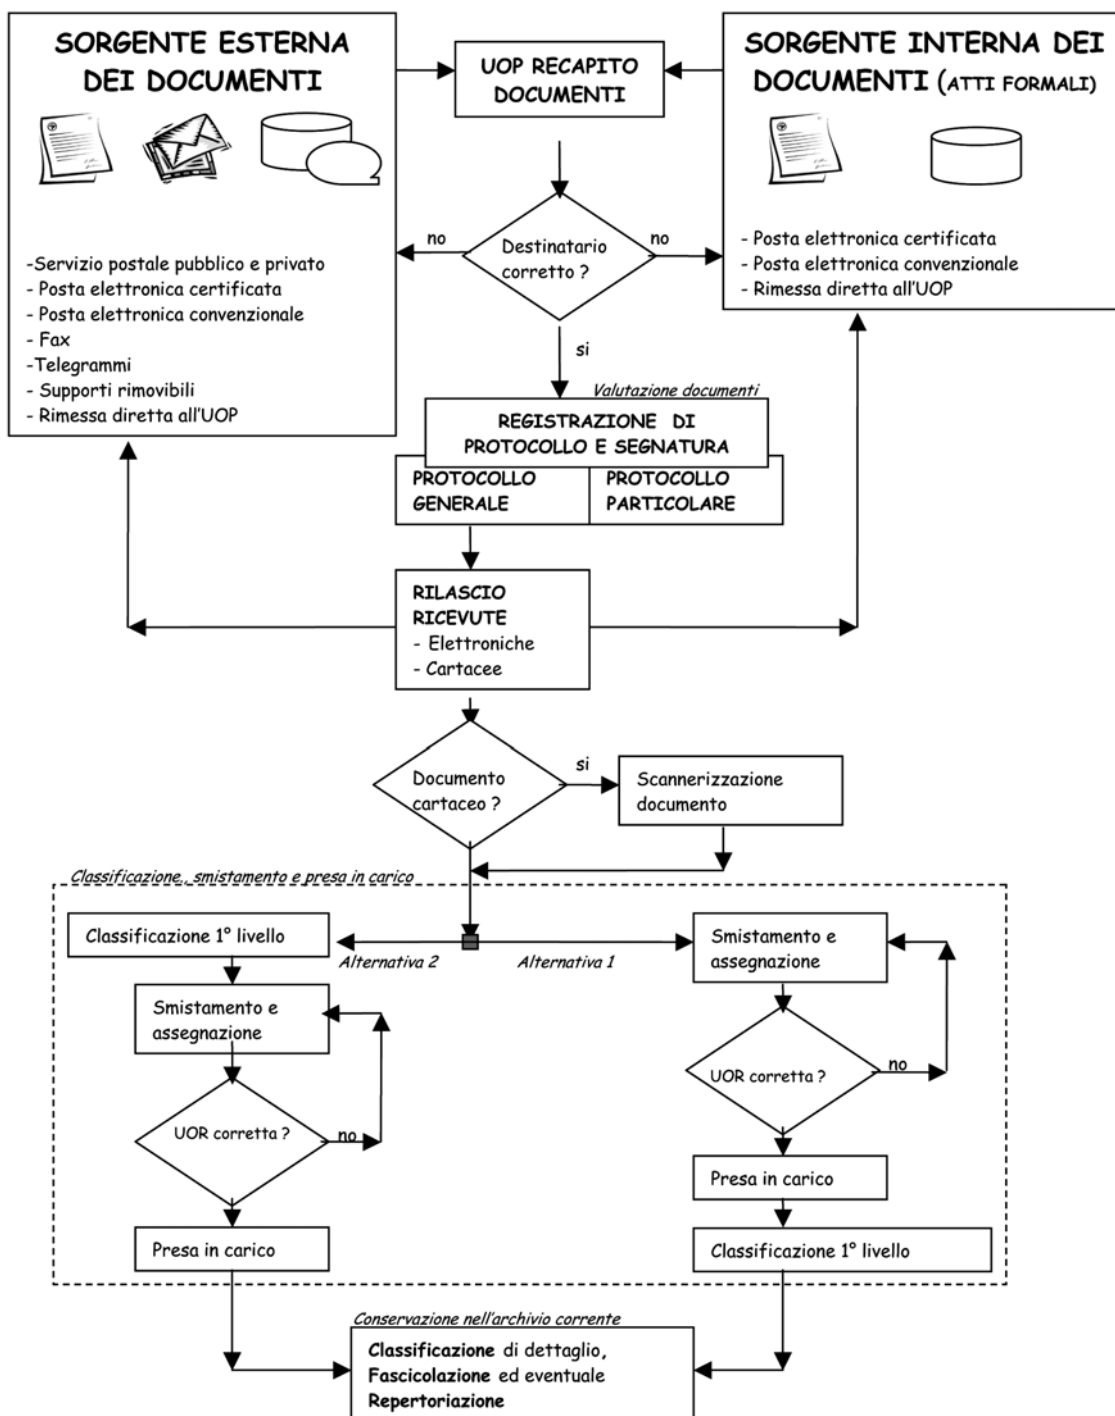 SORGENTE ESTERNA
DEI DOCUMENTI
-Servizio postale pubblico e privato
- Posta elettronica certificata
- Posta elettronica convenzionale
- Fax
-Telegrammi
- Supporti rimovibili
- Rimessa diretta all'UOP
UOP RECAPITO
DOCUMENTI
SORGENTE INTERNA DEI
DOCUMENTI (ATTI FORMALI)
- Posta elettronica certificata
- Posta elettronica convenzionale
- Rimessa diretta all'UOP
no
Destinatario
corretto ?
no
si
Valutazione documenti
REGISTRAZIONE DI
PROTOCOLLO E SEGNATURA
PROTOCOLLO
GENERALE
PROTOCOLLO
PARTICOLARE
RILASCIO
RICEVUTE
- Elettroniche
- Cartacee
Documento
cartaceo ?
si
Scannerizzazione
documento
Classificazione., smistamento e presa in carico
Classificazione 1° livello
Alternativa 2
Alternativa 1
Smistamento e
assegnazione
Smistamento e
assegnazione
UOR corretta ?
no
UOR corretta ?
no
Presa in carico
Presa in carico
Classificazione 1° livello
Conservazione nell'archivio corrente
Classificazione di dettaglio,
Fascicolazione ed eventuale
Repertoriazione